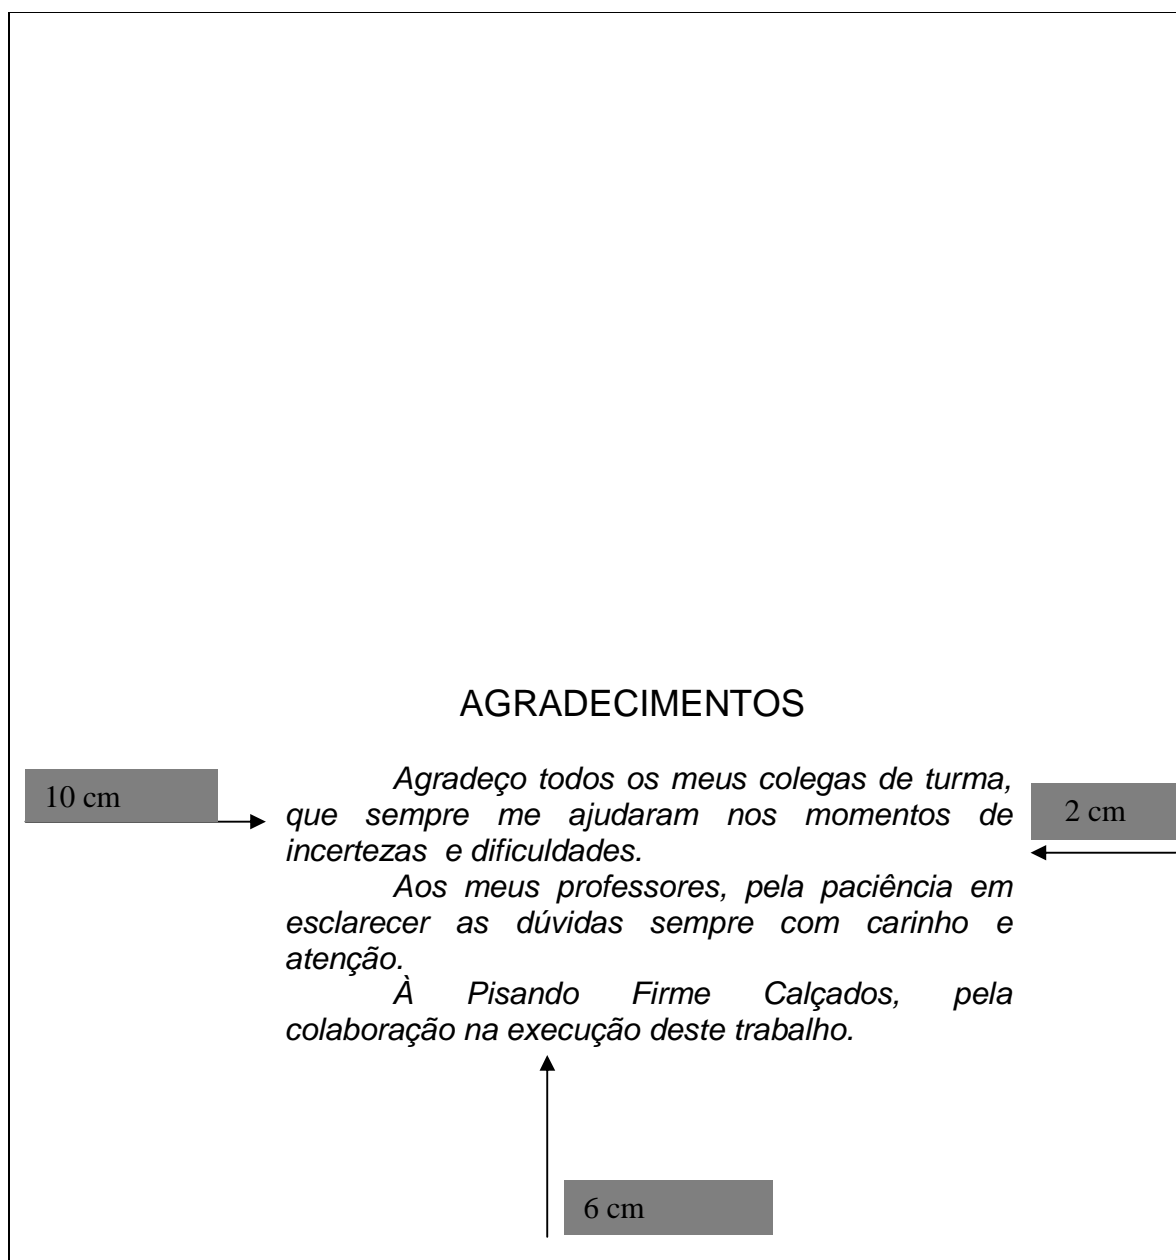 AGRADECIMENTOS
Agradeço todos os meus colegas de turma,
10 cm
que sempre me ajudaram nos momentos de
2 cm
incertezas  e dificuldades.
Aos meus professores, pela paciência em
esclarecer as dúvidas sempre com carinho e
atenção.
À Pisando Firme Calçados, pela
colaboração na execução deste trabalho.
6 cm